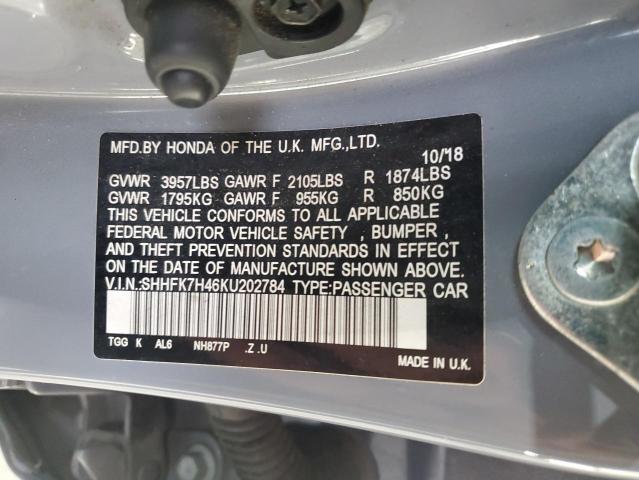 MFD.BY HONDA OF THE U.K. MFG.,LTD.
10/18
GVWR 3957LBS GAWR F 2105LBS R 1874LBS
GVWR 1795KG GAWR F 955KG R 850KG
THIS VEHICLE CONFORMS TO ALL APPLICABLE
FEDERAL MOTOR VEHICLE SAFETY , BUMPER ,
AND THEFT PREVENTION STANDARDS IN EFFECT
ON THE DATE OF MANUFACTURE SHOWN ABOVE.
V.I.N.:SHHFK7H46KU202784 TYPE:PASSENGER CAR
TGG K AL6 NH877P .Z.U
MADE IN U.K.